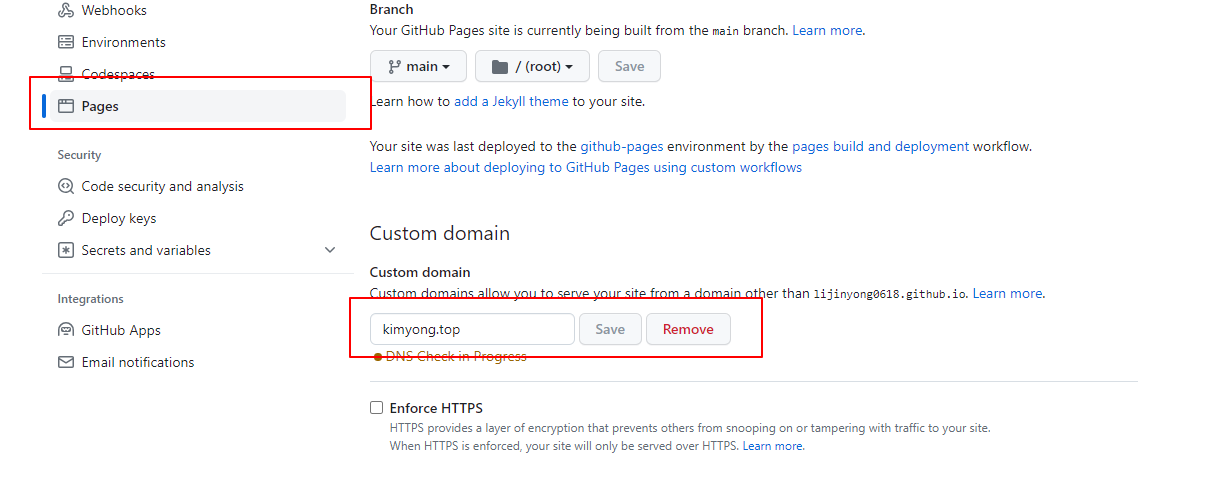 Webhooks
Environments
Codespaces
Pages
Security
Code security and analysis
Deploy keys
Secrets and variables
Integrations
GitHub Apps
Email notifications
Branch
Your GitHub Pages site is currently being built from the main branch. Learn more.
main / (root) Save
Learn how to add a Jekyll theme to your site.
Your site was last deployed to the github-pages environment by the pages build and deployment workflow.
Learn more about deploying to GitHub Pages using custom workflows
Custom domain
Custom domain
Custom domains allow you to serve your site from a domain other than lijinyong0618.github.io. Learn more.
kimyong.top Save Remove
DNS Check in Progress
Enforce HTTPS
HTTPS provides a layer of encryption that prevents others from snooping on or tampering with traffic to your site.
When HTTPS is enforced, your site will only be served over HTTPS. Learn more.